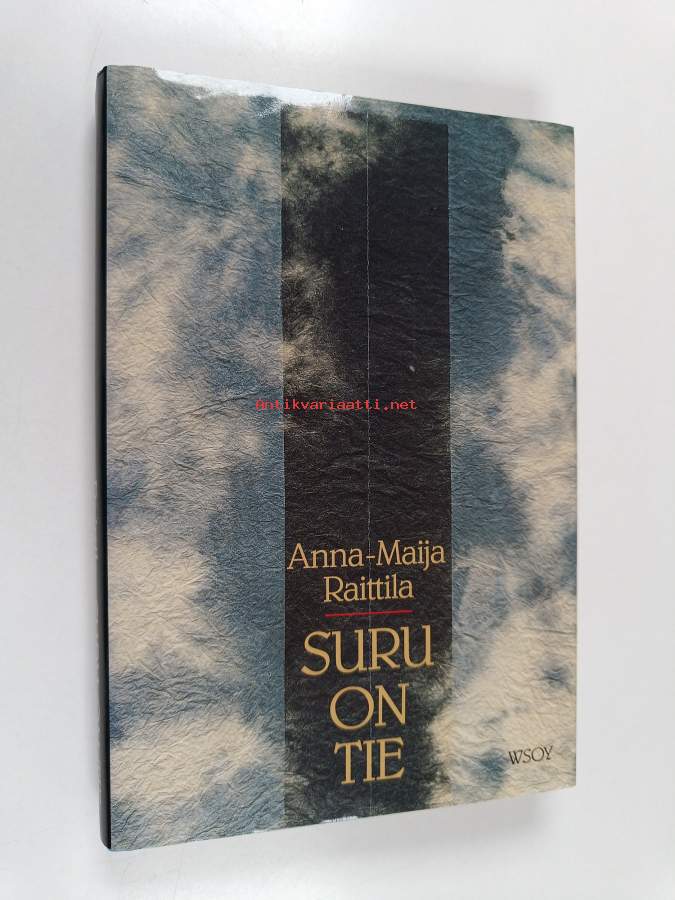 Antikvariaatti.net
Anna-Maija
Raittila
SURU
ON
TIE
WSOY